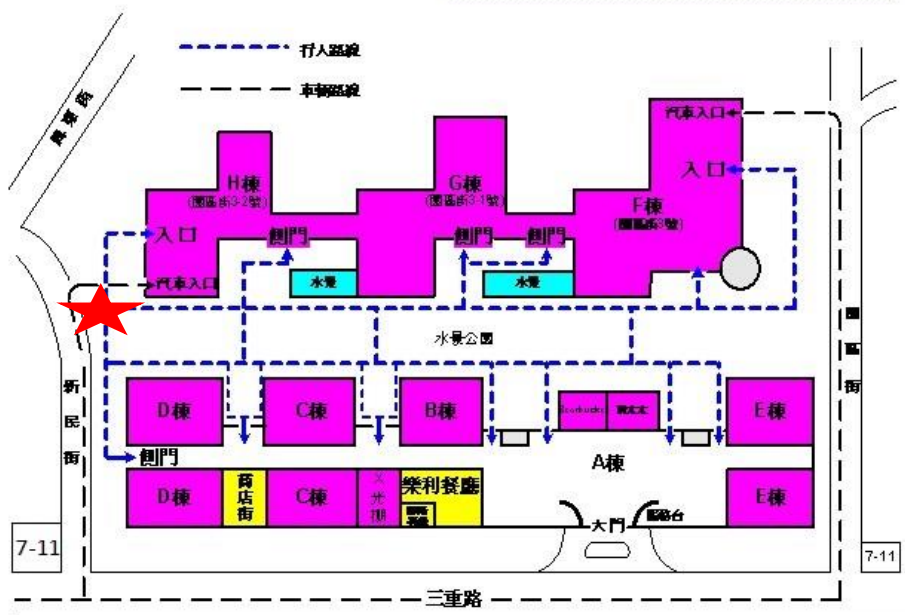 行人路線
車輛路線
興東街
汽車入口
入口
H棟
(園區街3-2號)
G棟
(園區街3-1號)
F棟
(園區街3號)
入口
側門
側門
側門
汽車入口
水景
水景
水景公園
園區街
新民街
D棟
C棟
B棟
Starbucks
E棟
側門
A棟
D棟
商店街
C棟
樂利餐廳
E棟
大門
服務台
7-11
7-11
三重路